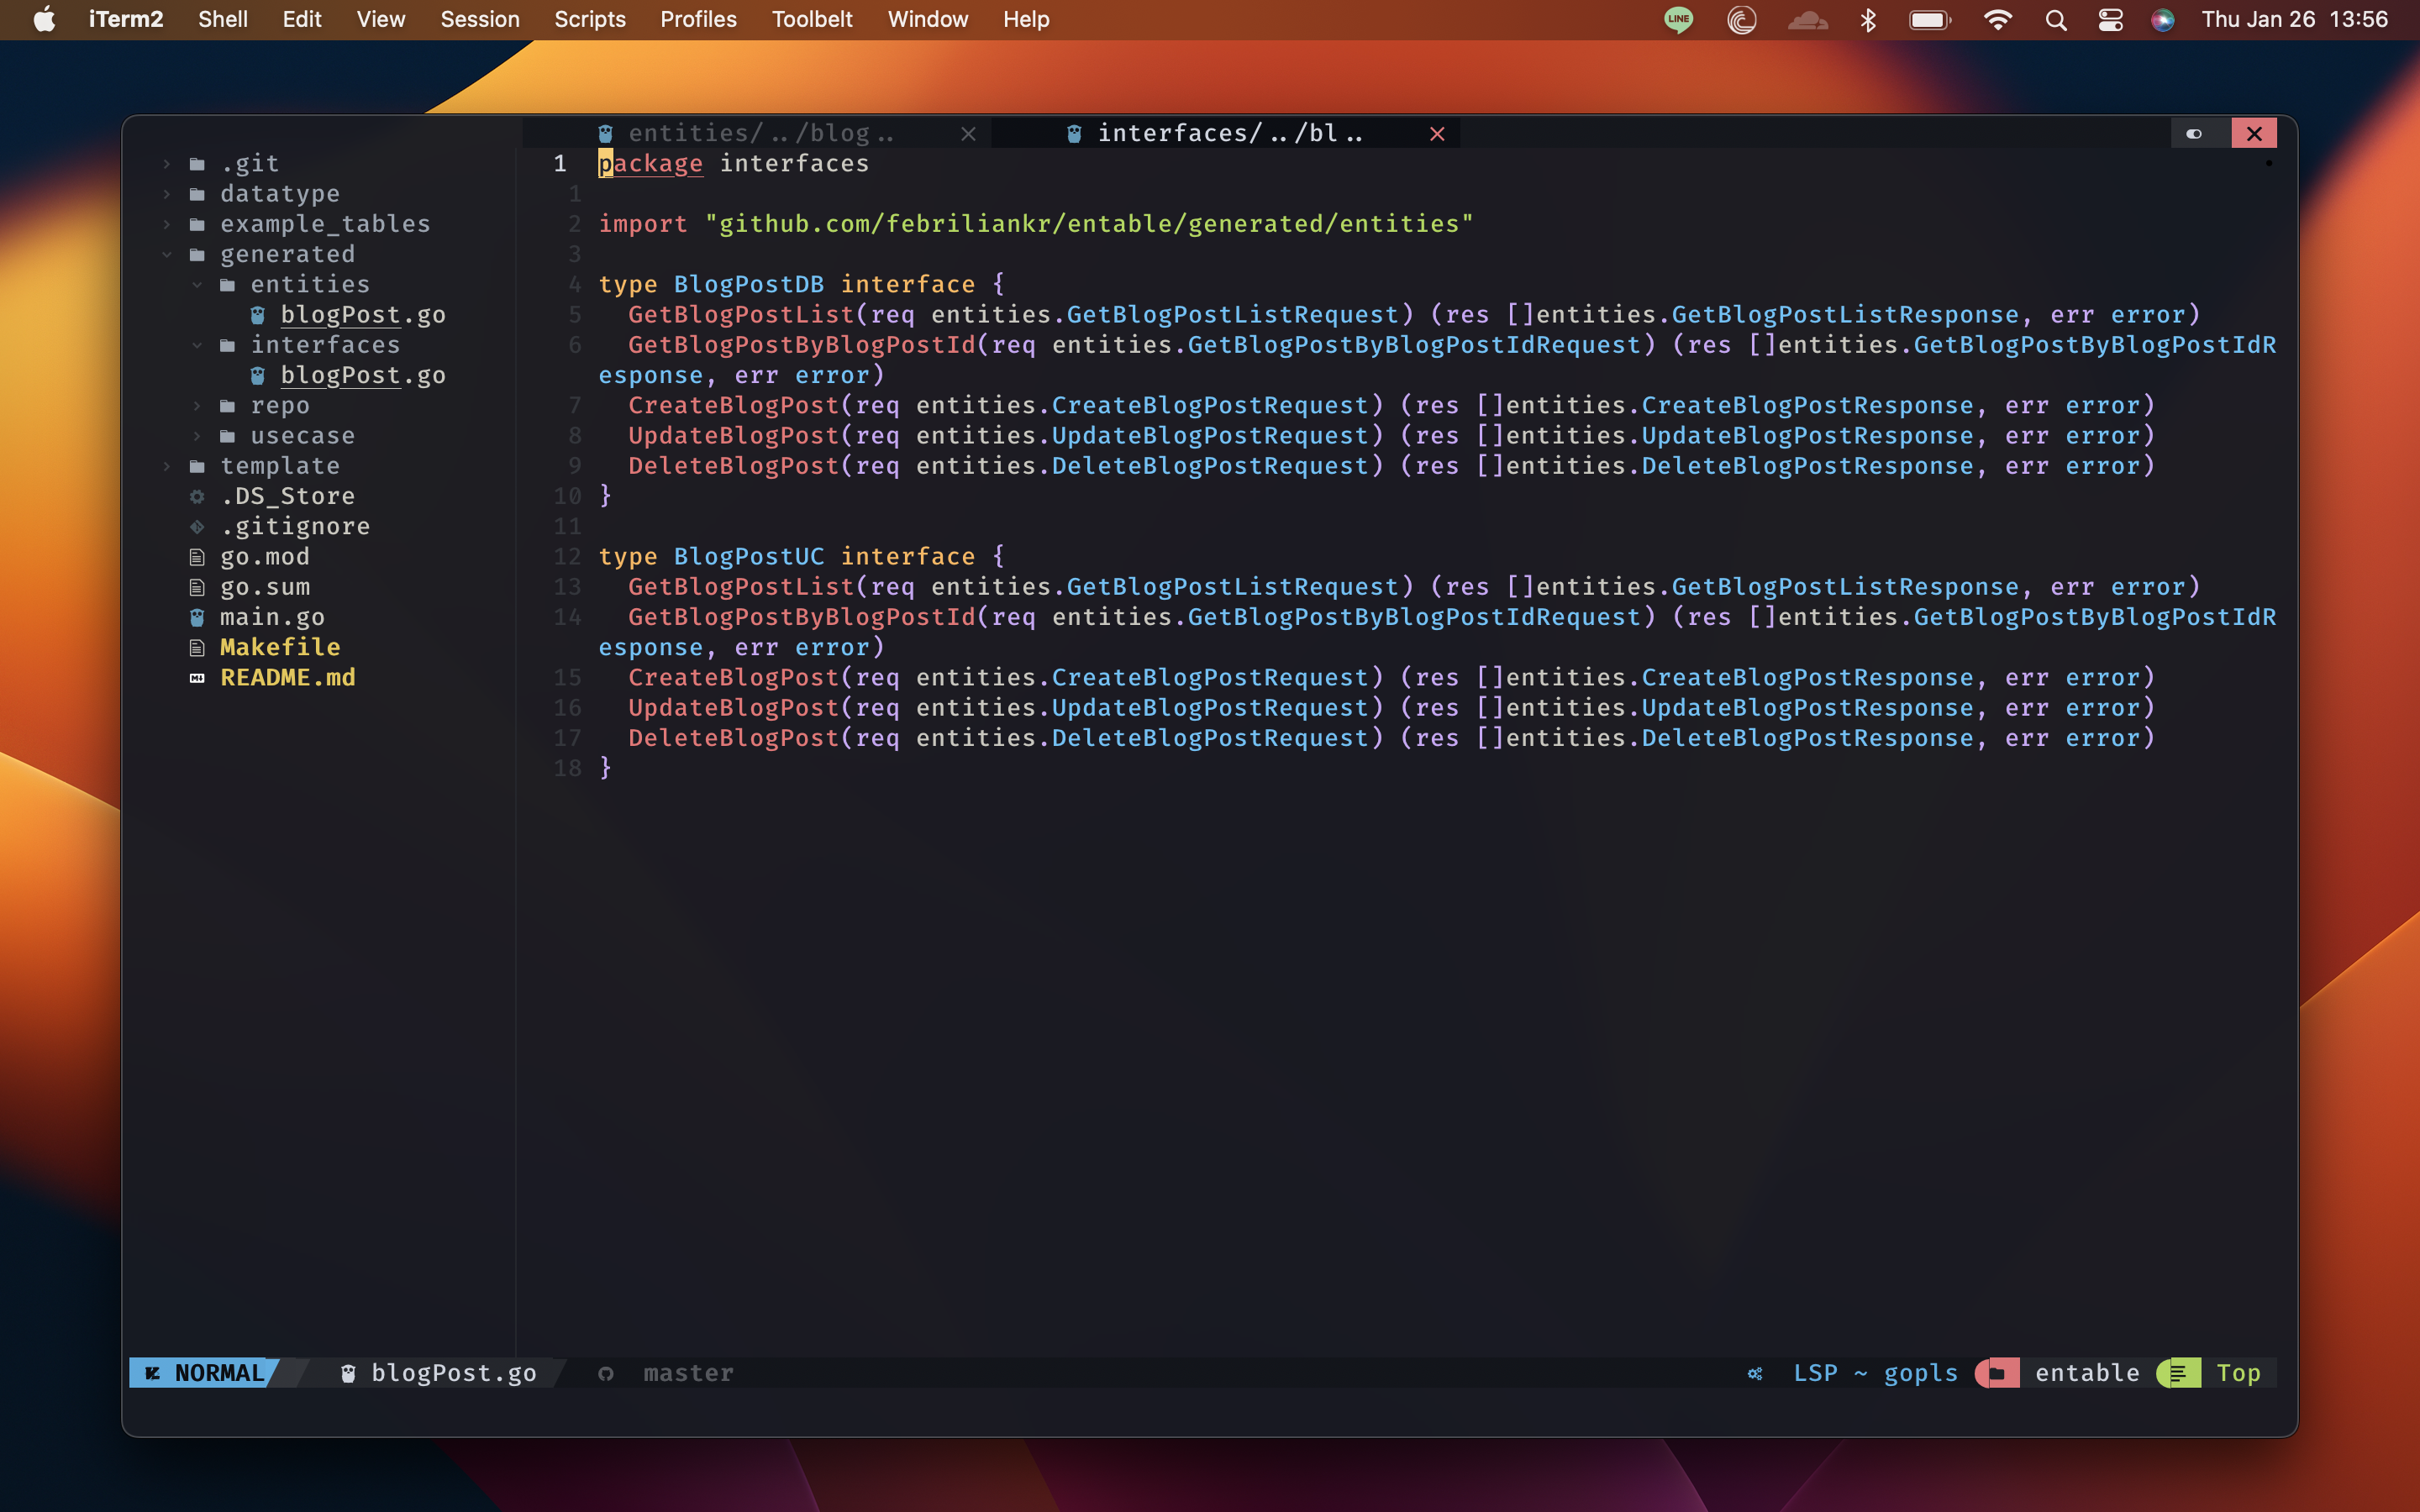 iTerm2 Shell Edit View Session Scripts Profiles Toolbelt Window Help LINE Thu Jan 26 13:56
entities/../blog.. interfaces/../bl..
.git
datatype
example_tables
generated
entities
blogPost.go
interfaces
blogPost.go
repo
usecase
template
.DS_Store
.gitignore
go.mod
go.sum
main.go
Makefile
README.md
1 package interfaces
1
2 import "github.com/febriliankr/entable/generated/entities"
3
4 type BlogPostDB interface {
5 GetBlogPostList(req entities.GetBlogPostListRequest) (res []entities.GetBlogPostListResponse, err error)
6 GetBlogPostByBlogPostId(req entities.GetBlogPostByBlogPostIdRequest) (res []entities.GetBlogPostByBlogPostIdR
esponse, err error)
7 CreateBlogPost(req entities.CreateBlogPostRequest) (res []entities.CreateBlogPostResponse, err error)
8 UpdateBlogPost(req entities.UpdateBlogPostRequest) (res []entities.UpdateBlogPostResponse, err error)
9 DeleteBlogPost(req entities.DeleteBlogPostRequest) (res []entities.DeleteBlogPostResponse, err error)
10 }
11
12 type BlogPostUC interface {
13 GetBlogPostList(req entities.GetBlogPostListRequest) (res []entities.GetBlogPostListResponse, err error)
14 GetBlogPostByBlogPostId(req entities.GetBlogPostByBlogPostIdRequest) (res []entities.GetBlogPostByBlogPostIdR
esponse, err error)
15 CreateBlogPost(req entities.CreateBlogPostRequest) (res []entities.CreateBlogPostResponse, err error)
16 UpdateBlogPost(req entities.UpdateBlogPostRequest) (res []entities.UpdateBlogPostResponse, err error)
17 DeleteBlogPost(req entities.DeleteBlogPostRequest) (res []entities.DeleteBlogPostResponse, err error)
18 }
NORMAL blogPost.go master LSP ~ gopls entable Top